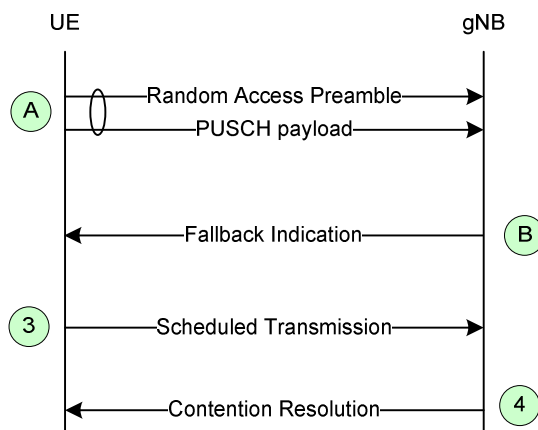 UE
gNB
A
Random Access Preamble
PUSCH payload
Fallback Indication
B
3
Scheduled Transmission
Contention Resolution
4